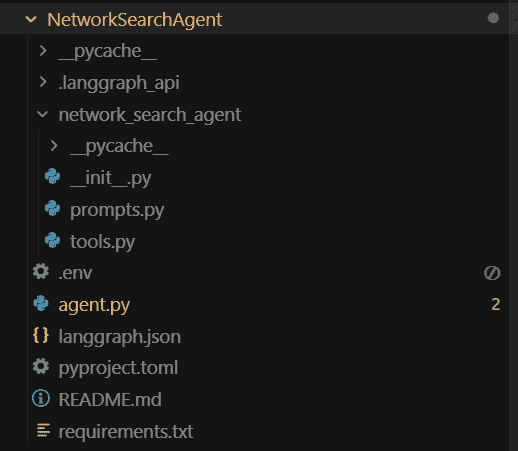 NetworkSearchAgent
__pycache__
.langgraph_api
network_search_agent
__pycache__
__init__.py
prompts.py
tools.py
.env
agent.py 2
langgraph.json
pyproject.toml
README.md
requirements.txt